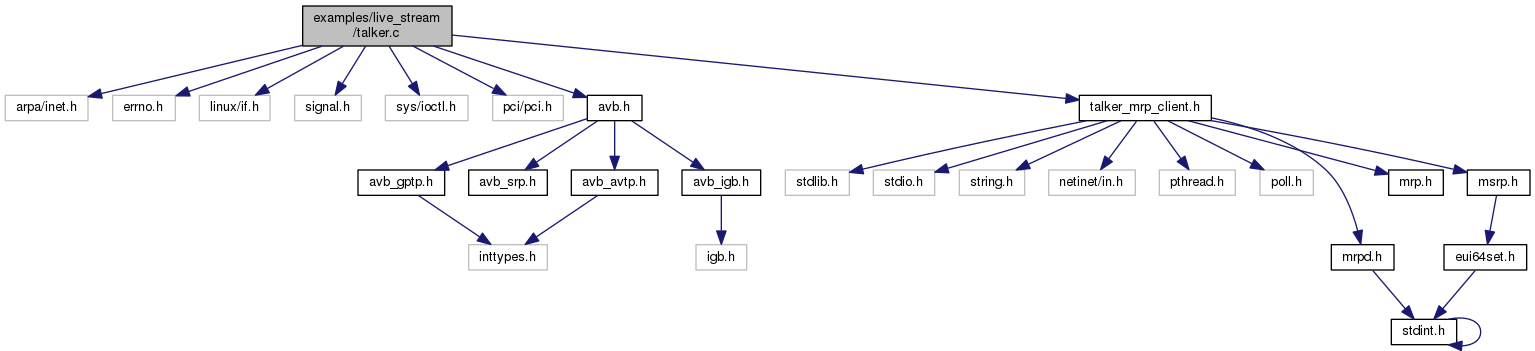 examples/live_stream
/talker.c
arpa/inet.h
errno.h
linux/if.h
signal.h
sys/ioctl.h
pci/pci.h
avb.h
talker_mrp_client.h
avb_gptp.h
avb_srp.h
avb_avtp.h
avb_igb.h
stdlib.h
stdio.h
string.h
netinet/in.h
pthread.h
poll.h
mrp.h
msrp.h
inttypes.h
igb.h
mrpd.h
eui64set.h
stdint.h